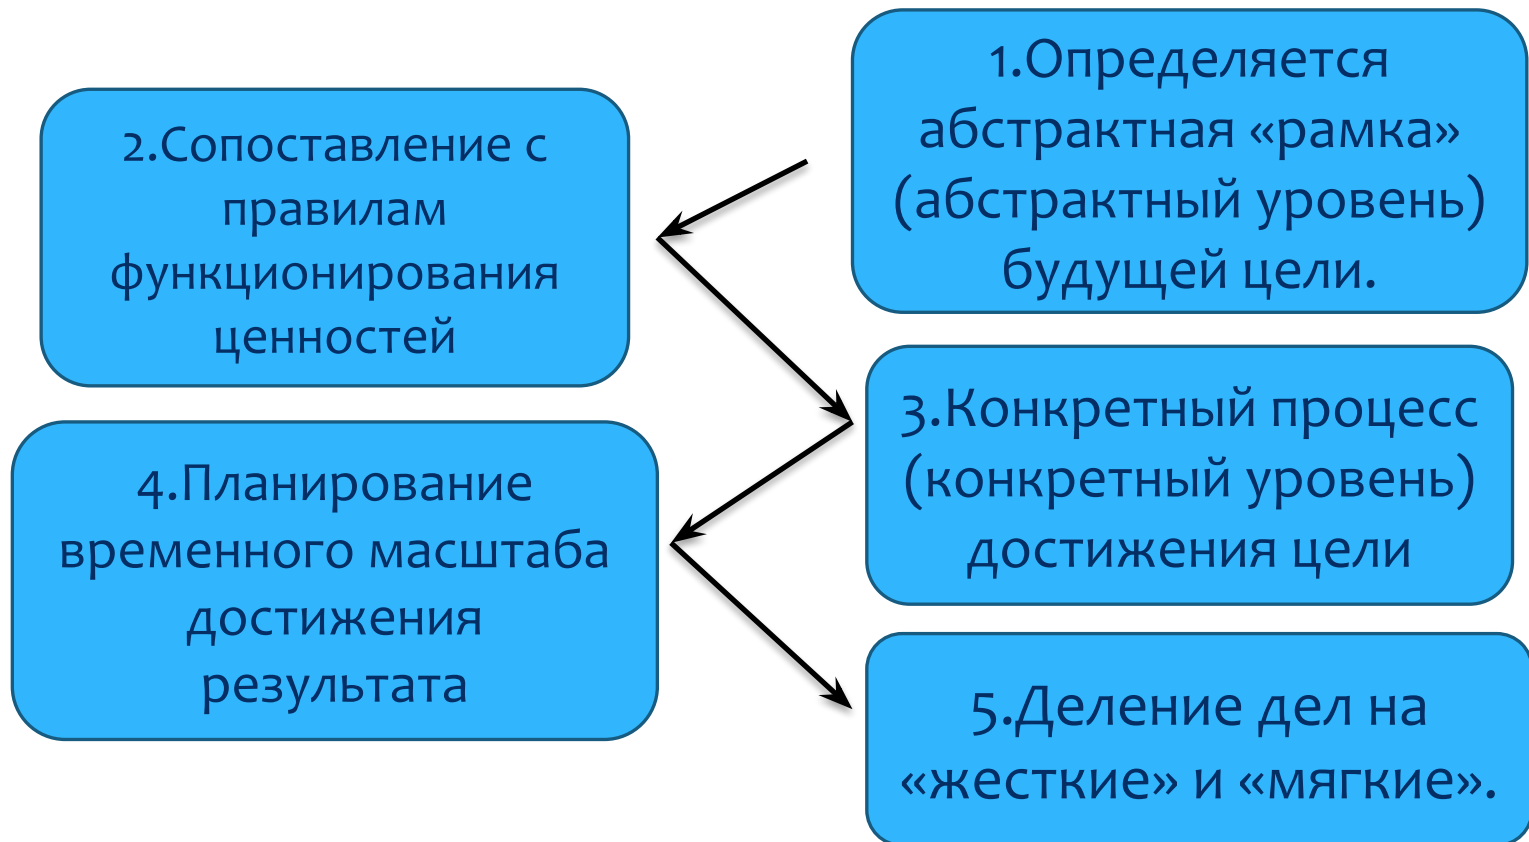 1.Определяется
абстрактная «рамка»
(абстрактный уровень)
будущей цели.
2.Сопоставление с
правилам
функционирования
ценностей
3.Конкретный процесс
(конкретный уровень)
достижения цели
4.Планирование
временного масштаба
достижения
результата
5.Деление дел на
«жесткие» и «мягкие».